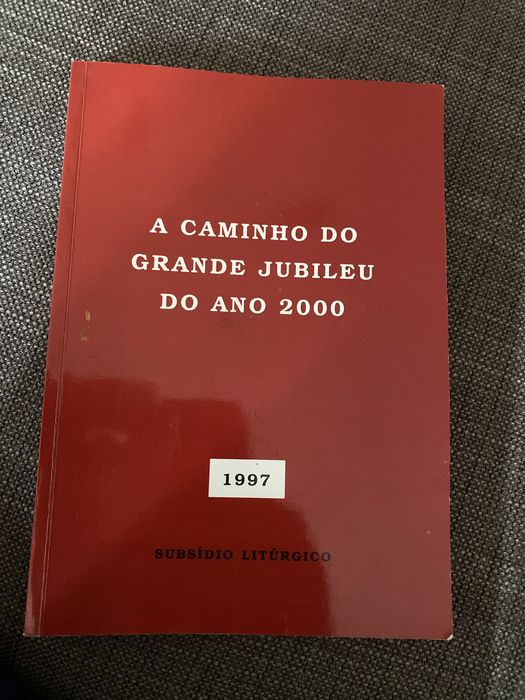 A CAMINHO DO
GRANDE JUBILEU
DO ANO 2000
1997
SUBSÍDIO LITÚRGICO